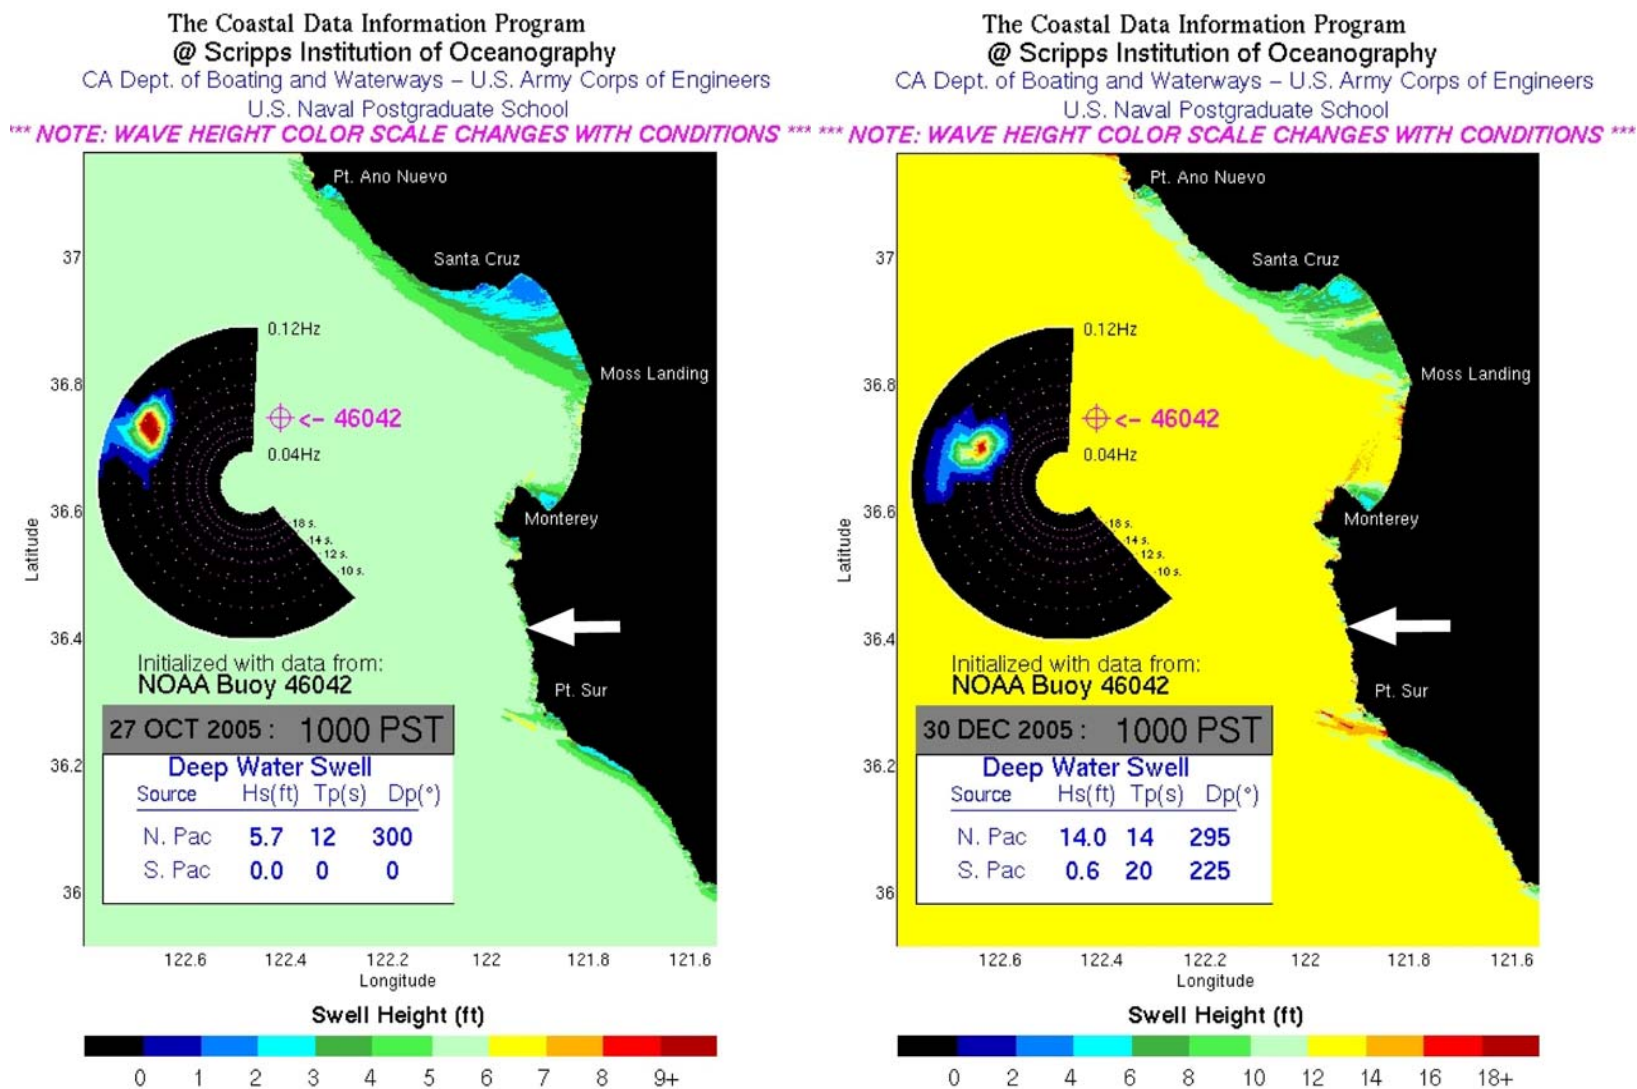 The Coastal Data Information Program
@ Scripps Institution of Oceanography
CA Dept. of Boating and Waterways – U.S. Army Corps of Engineers
U.S. Naval Postgraduate School
*** NOTE: WAVE HEIGHT COLOR SCALE CHANGES WITH CONDITIONS ***
Pt. Ano Nuevo
37
Santa Cruz
0.12Hz
36.8
Moss Landing
<– 46042
0.04Hz
36.6
Monterey
18 s.
14 s.
12 s.
10 s.
Latitude
36.4
Initialized with data from:
NOAA Buoy 46042
Pt. Sur
27 OCT 2005 : 1000 PST
36.2
Deep Water Swell
Source Hs(ft) Tp(s) Dp(°)
N. Pac 5.7 12 300
S. Pac 0.0 0 0
36
122.6 122.4 122.2 122 121.8 121.6
Longitude
Swell Height (ft)
0 1 2 3 4 5 6 7 8 9+
The Coastal Data Information Program
@ Scripps Institution of Oceanography
CA Dept. of Boating and Waterways – U.S. Army Corps of Engineers
U.S. Naval Postgraduate School
*** NOTE: WAVE HEIGHT COLOR SCALE CHANGES WITH CONDITIONS ***
Pt. Ano Nuevo
37
Santa Cruz
0.12Hz
36.8
Moss Landing
<– 46042
0.04Hz
36.6
Monterey
18 s.
14 s.
12 s.
10 s.
Latitude
36.4
Initialized with data from:
NOAA Buoy 46042
Pt. Sur
30 DEC 2005 : 1000 PST
36.2
Deep Water Swell
Source Hs(ft) Tp(s) Dp(°)
N. Pac 14.0 14 295
S. Pac 0.6 20 225
36
122.6 122.4 122.2 122 121.8 121.6
Longitude
Swell Height (ft)
0 2 4 6 8 10 12 14 16 18+